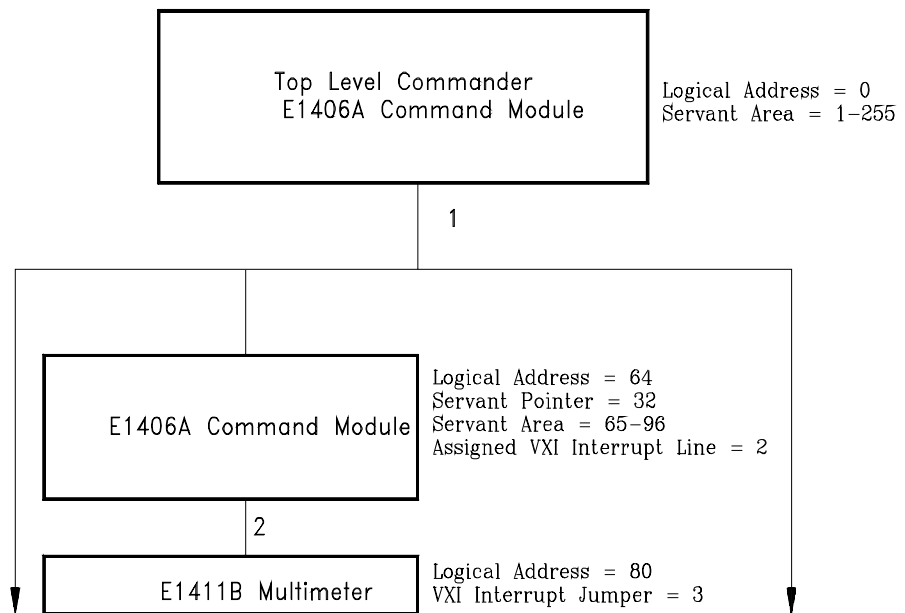 Top Level Commander
E1406A Command Module
Logical Address = 0
Servant Area = 1-255
1
E1406A Command Module
Logical Address = 64
Servant Pointer = 32
Servant Area = 65-96
Assigned VXI Interrupt Line = 2
2
E1411B Multimeter
Logical Address = 80
VXI Interrupt Jumper = 3